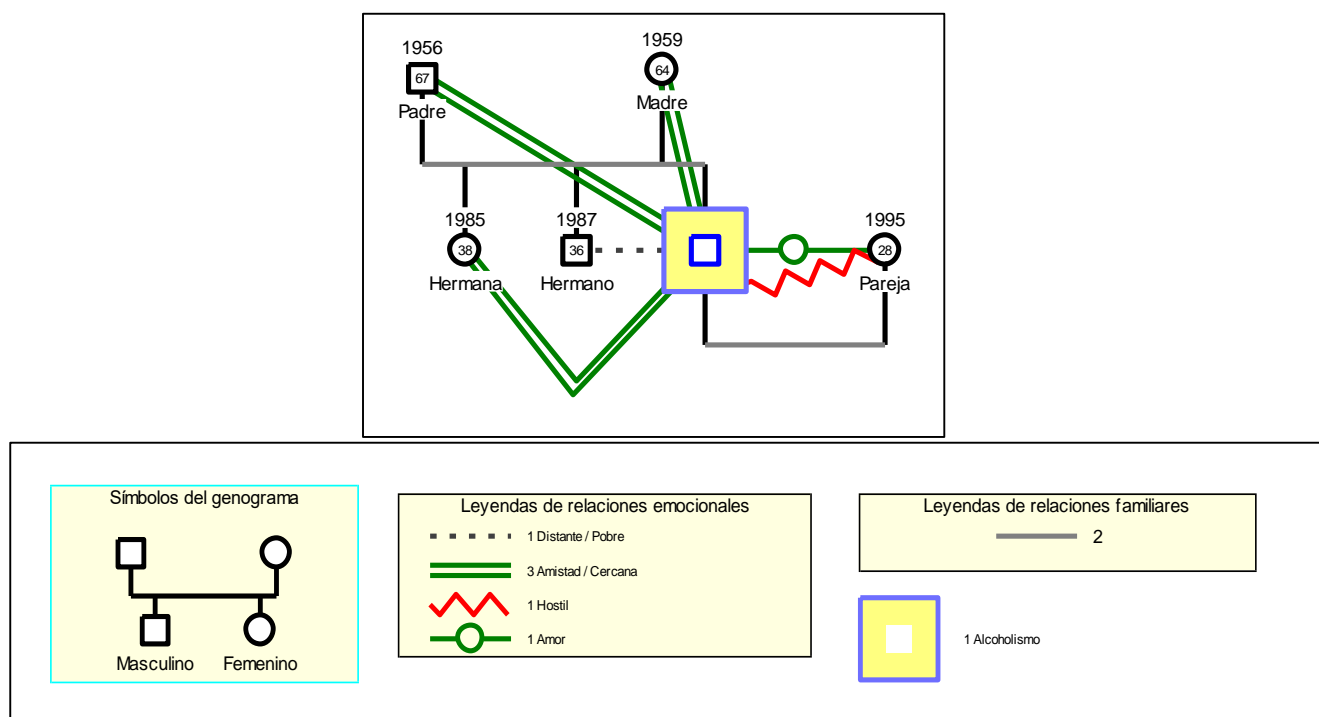 1956
1959
67
64
Padre
Madre
1985
1987
1995
38
36
28
Hermana
Hermano
Pareja
Símbolos del genograma
Masculino
Femenino
Leyendas de relaciones emocionales
1 Distante / Pobre
3 Amistad / Cercana
1 Hostil
1 Amor
Leyendas de relaciones familiares
2
1 Alcoholismo